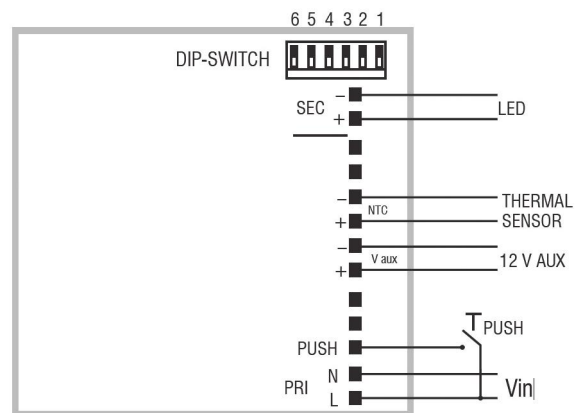 6 5 4 3 2 1
DIP-SWITCH
−
SEC
+
LED
−
NTC
+
THERMAL
SENSOR
−
V aux
+
12 V AUX
PUSH
PUSH
N
PRI
L
Vin